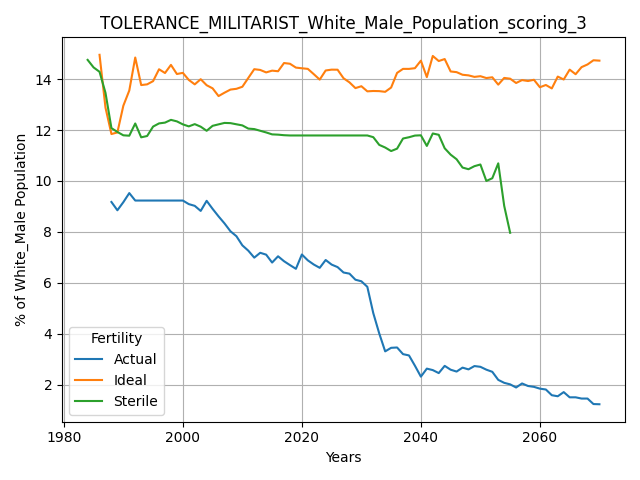 TOLERANCE_MILITARIST_White_Male_Population_scoring_3
% of White_Male Population
14
12
10
8
6
4
2
Fertility
Actual
Ideal
Sterile
1980
2000
2020
2040
2060
Years